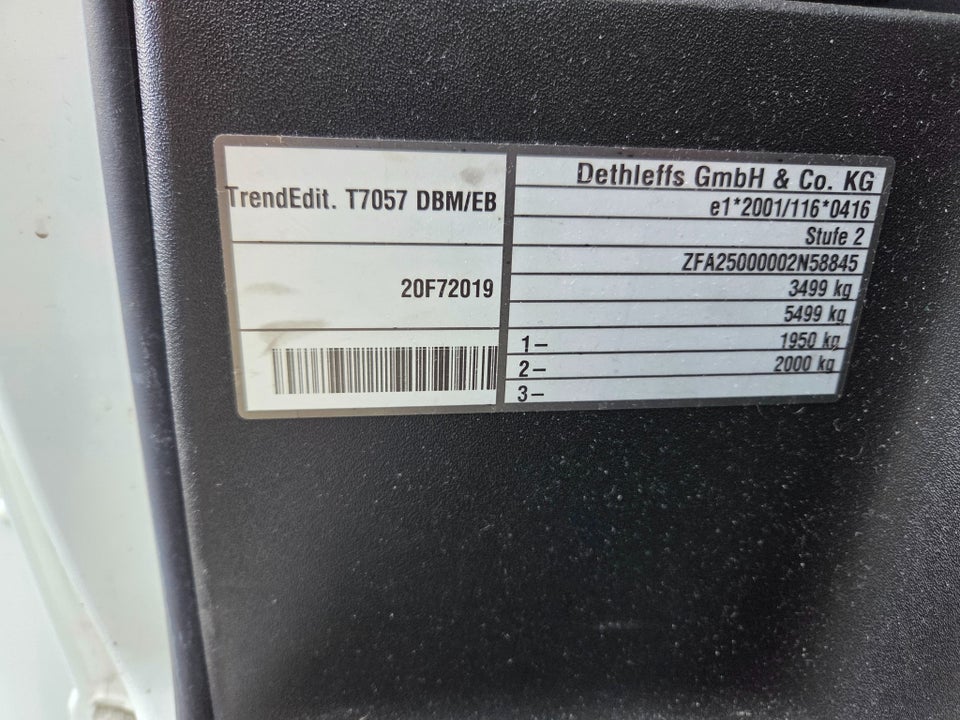 TrendEdit. T7057 DBM/EB
20F72019
Dethleffs GmbH & Co. KG
e1*2001/116*0416
Stufe 2
ZFA25000002N58845
3499 kg
5499 kg
1– 1950 kg
2– 2000 kg
3–